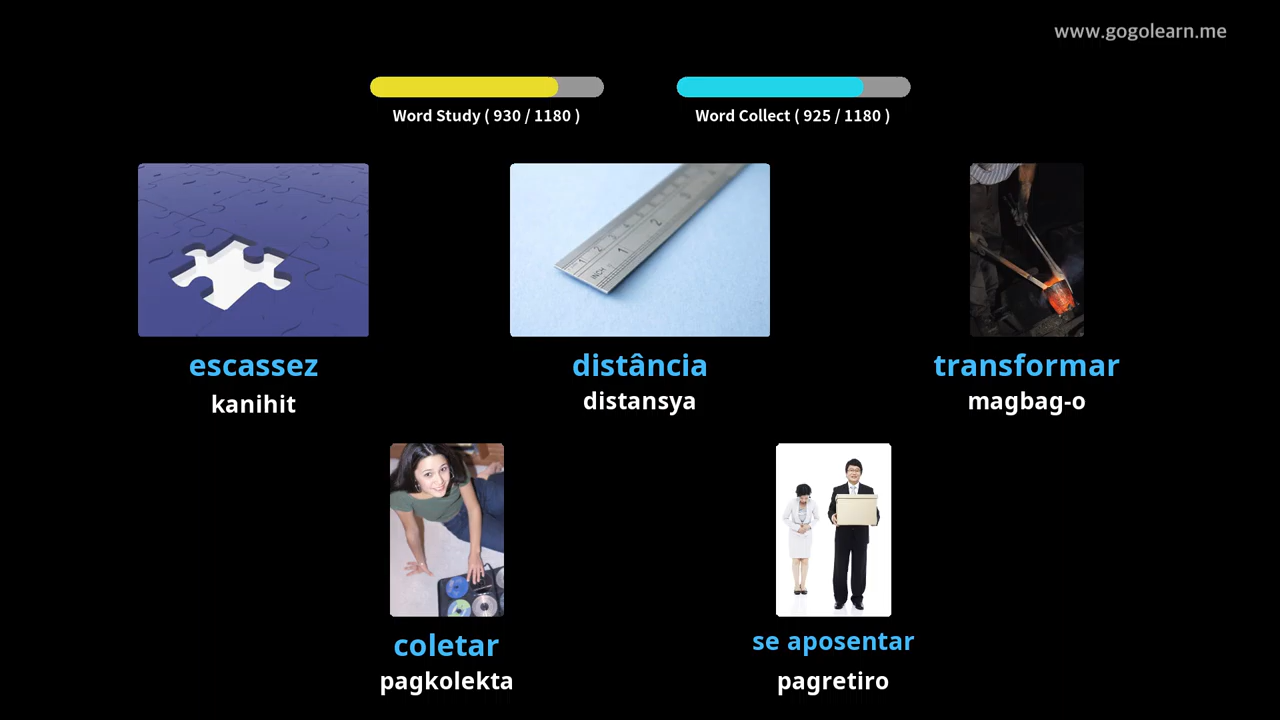 www.gogolearn.me
Word Study ( 930 / 1180 )
Word Collect ( 925 / 1180 )
escassez
kanihit
distância
distansya
transformar
magbag-o
coletar
pagkolekta
se aposentar
pagretiro